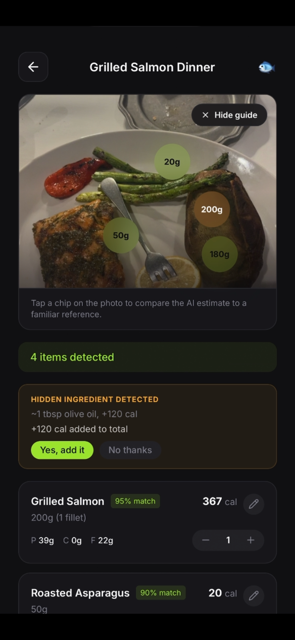 Grilled Salmon Dinner
Hide guide
20g
200g
50g
180g
Tap a chip on the photo to compare the AI estimate to a
familiar reference.
4 items detected
HIDDEN INGREDIENT DETECTED
~1 tbsp olive oil, +120 cal
+120 cal added to total
Yes, add it No thanks
Grilled Salmon 95% match 367 cal
200g (1 fillet)
P 39g C 0g F 22g
− 1 +
Roasted Asparagus 90% match 20 cal
50g